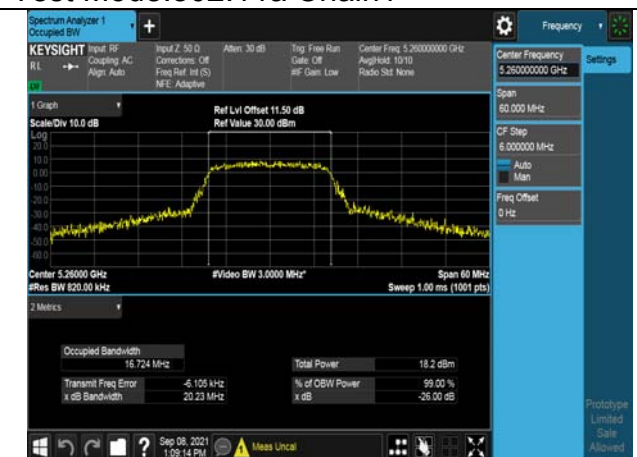 Spectrum Analyzer 1
Occupied BW
KEYSIGHT
RL
Input: RF
Coupling: AC
Align: Auto
Input Z: 50 Ω
Corrections: Off
Freq Ref: Int (S)
NFE: Adaptive
Atten: 30 dB
Trig: Free Run
Gate: Off
#IF Gain: Low
Center Freq: 5.260000000 GHz
Avg|Hold: 10/10
Radio Std: None
Frequency
Settings
Center Frequency
5.260000000 GHz
Span
60.000 MHz
CF Step
6.000000 MHz
Auto
Man
Freq Offset
0 Hz
1 Graph
Scale/Div 10.0 dB
Ref Lvl Offset 11.50 dB
Ref Value 30.00 dBm
Log
20.0
10.0
0.00
-10.0
-20.0
-30.0
-40.0
-50.0
-60.0
Center 5.26000 GHz
#Res BW 820.00 kHz
#Video BW 3.0000 MHz*
Span 60 MHz
Sweep 1.00 ms (1001 pts)
2 Metrics
Occupied Bandwidth
16.724 MHz
Total Power 18.2 dBm
Transmit Freq Error -6.105 kHz
% of OBW Power 99.00 %
x dB Bandwidth 20.23 MHz
x dB -26.00 dB
Prototype
Limited
Sale
Allowed
Sep 08, 2021
1:09:14 PM
Meas Uncal